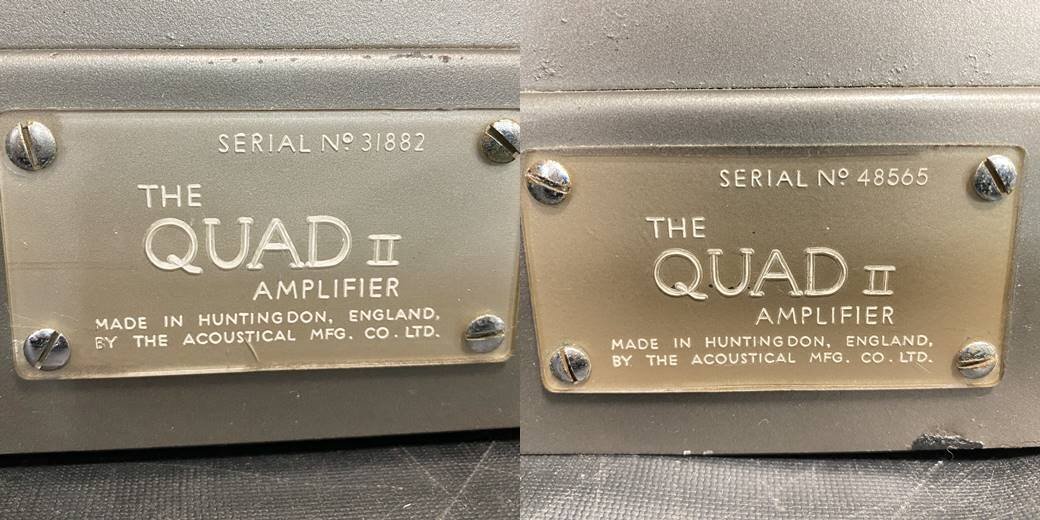 SERIAL Nº 31882
THE
QUAD II
AMPLIFIER
MADE IN HUNTINGDON, ENGLAND,
BY THE ACOUSTICAL MFG. CO. LTD.
SERIAL Nº 48565
THE
QUAD II
AMPLIFIER
MADE IN HUNTINGDON, ENGLAND,
BY THE ACOUSTICAL MFG. CO. LTD.